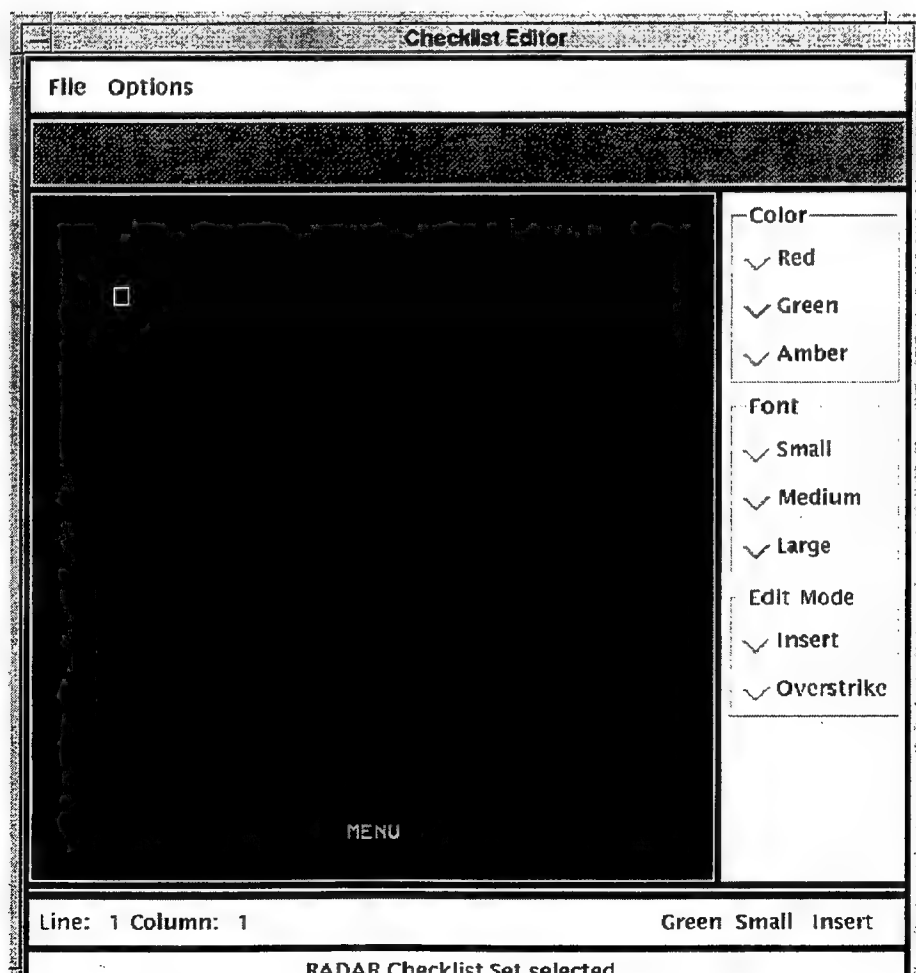 Checklist Editor
File Options
Color
Red
Green
Amber
Font
Small
Medium
Large
Edit Mode
Insert
Overstrike
MENU
Line: 1 Column: 1 Green Small Insert
RADAR Checklist Set selected